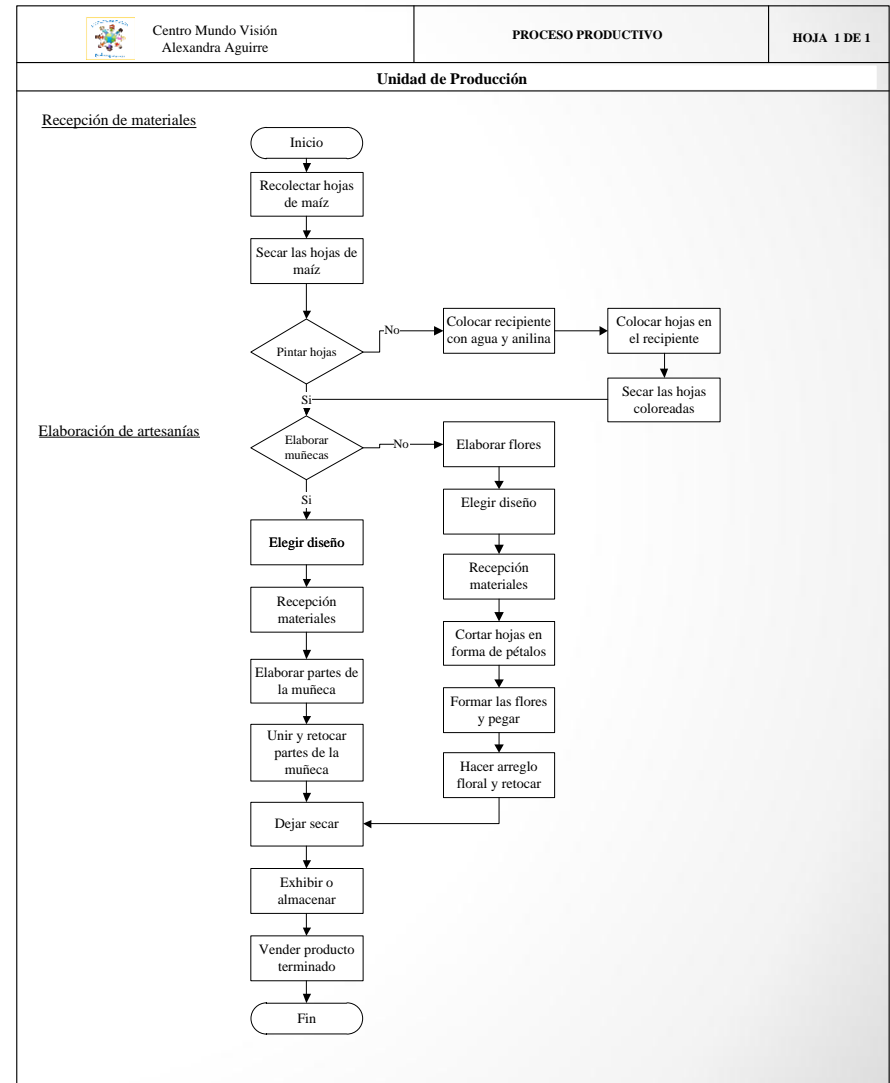 Centro Mundo Visión
Alexandra Aguirre
PROCESO PRODUCTIVO
HOJA 1 DE 1
Unidad de Producción
Recepción de materiales
Inicio
Recolectar hojas
de maíz
Secar las hojas de
maíz
Pintar hojas
No
Colocar recipiente
con agua y anilina
Colocar hojas en
el recipiente
Secar las hojas
coloreadas
Si
Elaboración de artesanías
Elaborar
muñecas
No
Elaborar flores
Si
Elegir diseño
Elegir diseño
Recepción
materiales
Recepción
materiales
Cortar hojas en
forma de pétalos
Elaborar partes de
la muñeca
Formar las flores
y pegar
Unir y retocar
partes de la
muñeca
Hacer arreglo
floral y retocar
Dejar secar
Exhibir o
almacenar
Vender producto
terminado
Fin